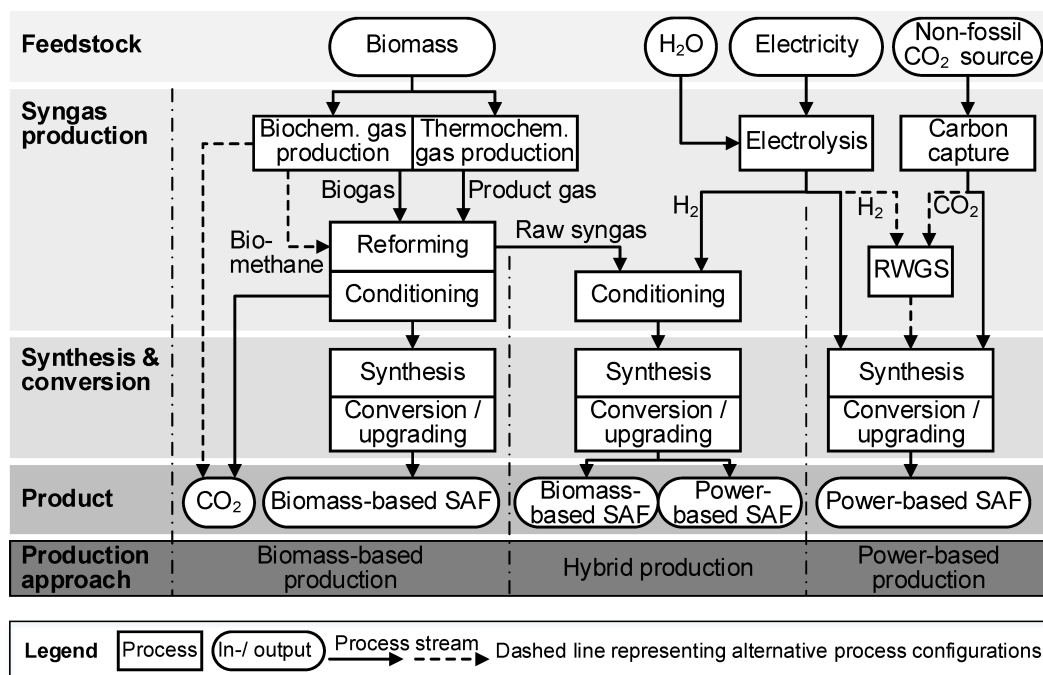 Feedstock
Biomass
H₂O
Electricity
Non-fossil
CO₂ source
Syngas
production
Biochem. gas
production
Thermochem.
gas production
Electrolysis
Carbon
capture
Biogas
Product gas
H₂
H₂
CO₂
Bio-
methane
Reforming
Raw syngas
RWGS
Conditioning
Conditioning
Synthesis &
conversion
Synthesis
Conversion /
upgrading
Synthesis
Conversion /
upgrading
Synthesis
Conversion /
upgrading
Product
CO₂
Biomass-based SAF
Biomass-
based SAF
Power-
based SAF
Power-based SAF
Production
approach
Biomass-based
production
Hybrid production
Power-based
production
Legend
Process
In-/ output
Process stream
Dashed line representing alternative process configurations